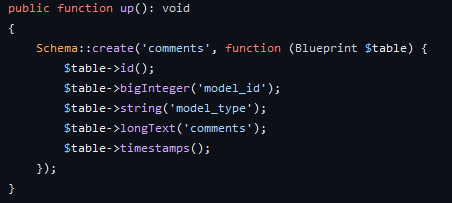 public function up(): void
{
    Schema::create('comments', function (Blueprint $table) {
        $table->id();
        $table->bigInteger('model_id');
        $table->string('model_type');
        $table->longText('comments');
        $table->timestamps();
    });
}